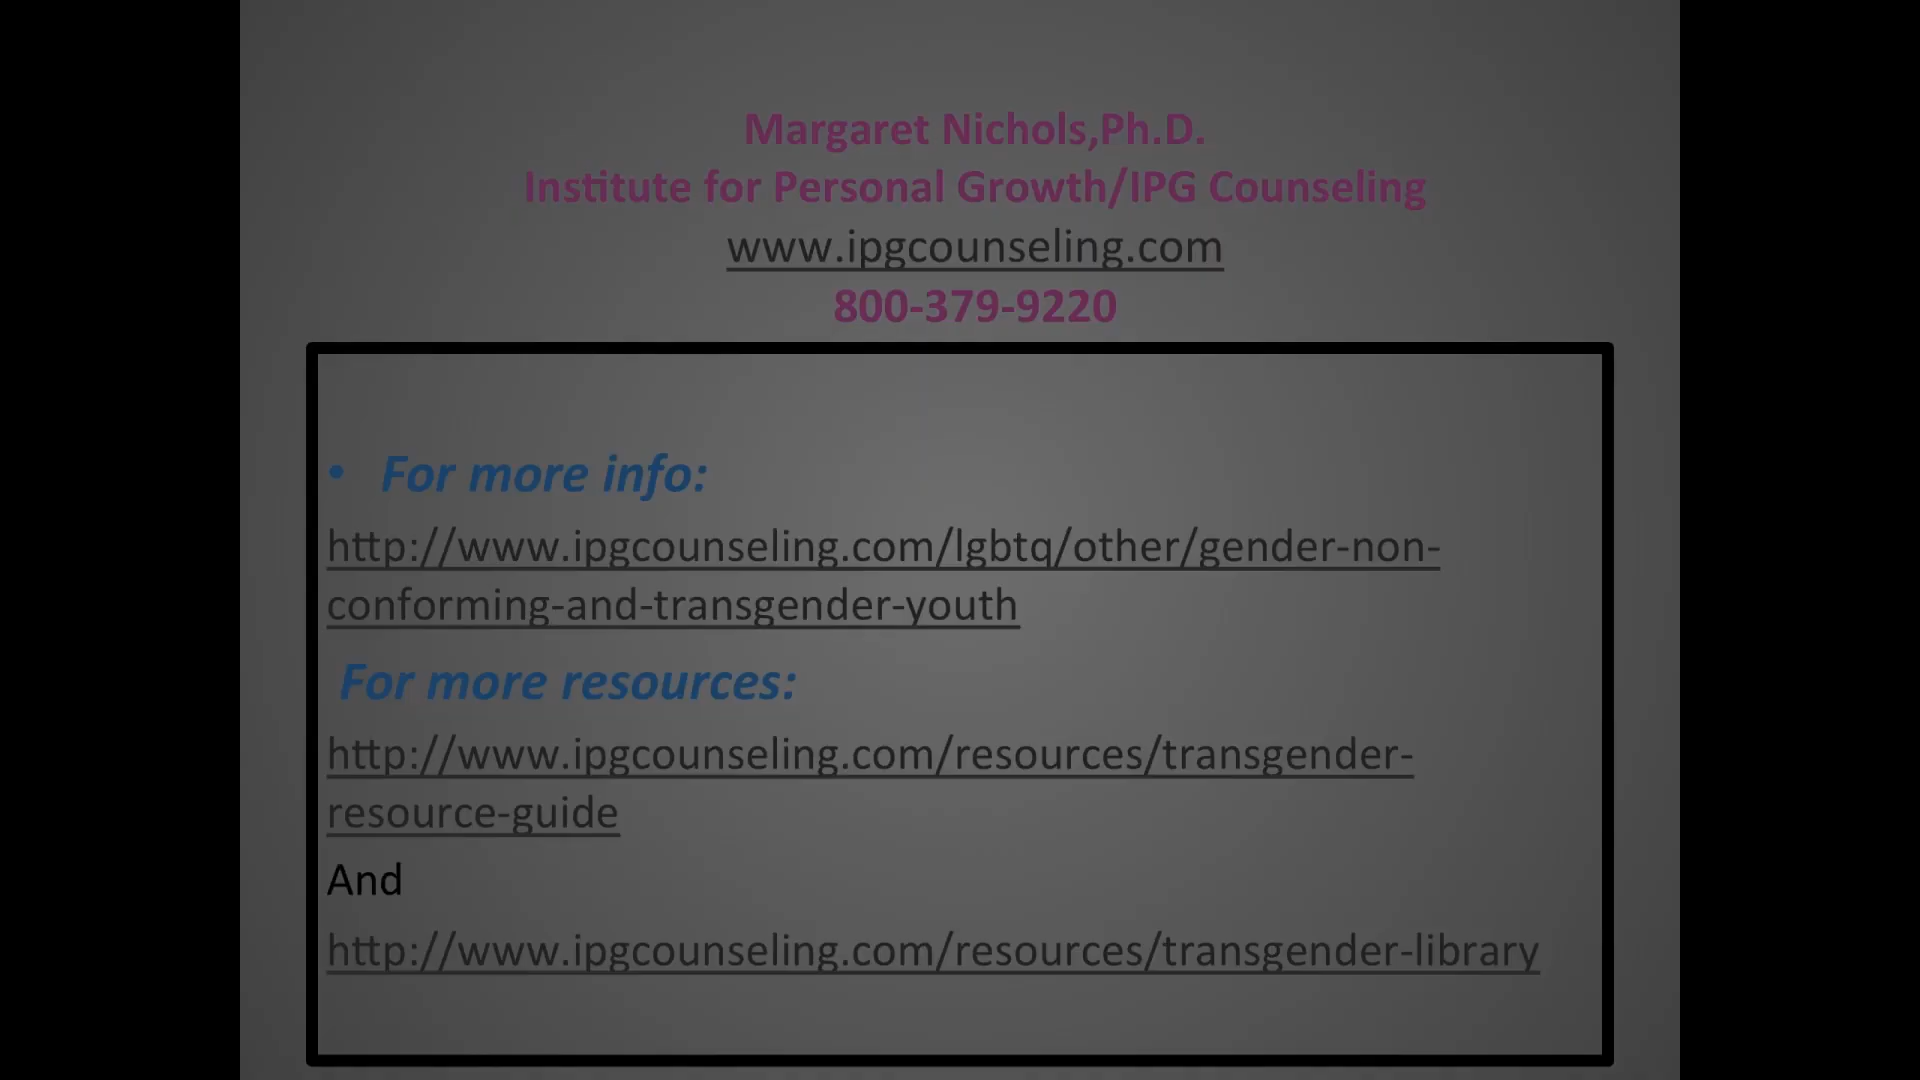 Margaret Nichols,Ph.D.
Institute for Personal Growth/IPG Counseling
www.ipgcounseling.com
800-379-9220
• For more info:
http://www.ipgcounseling.com/lgbtq/other/gender-non-
conforming-and-transgender-youth
For more resources:
http://www.ipgcounseling.com/resources/transgender-
resource-guide
And
http://www.ipgcounseling.com/resources/transgender-library